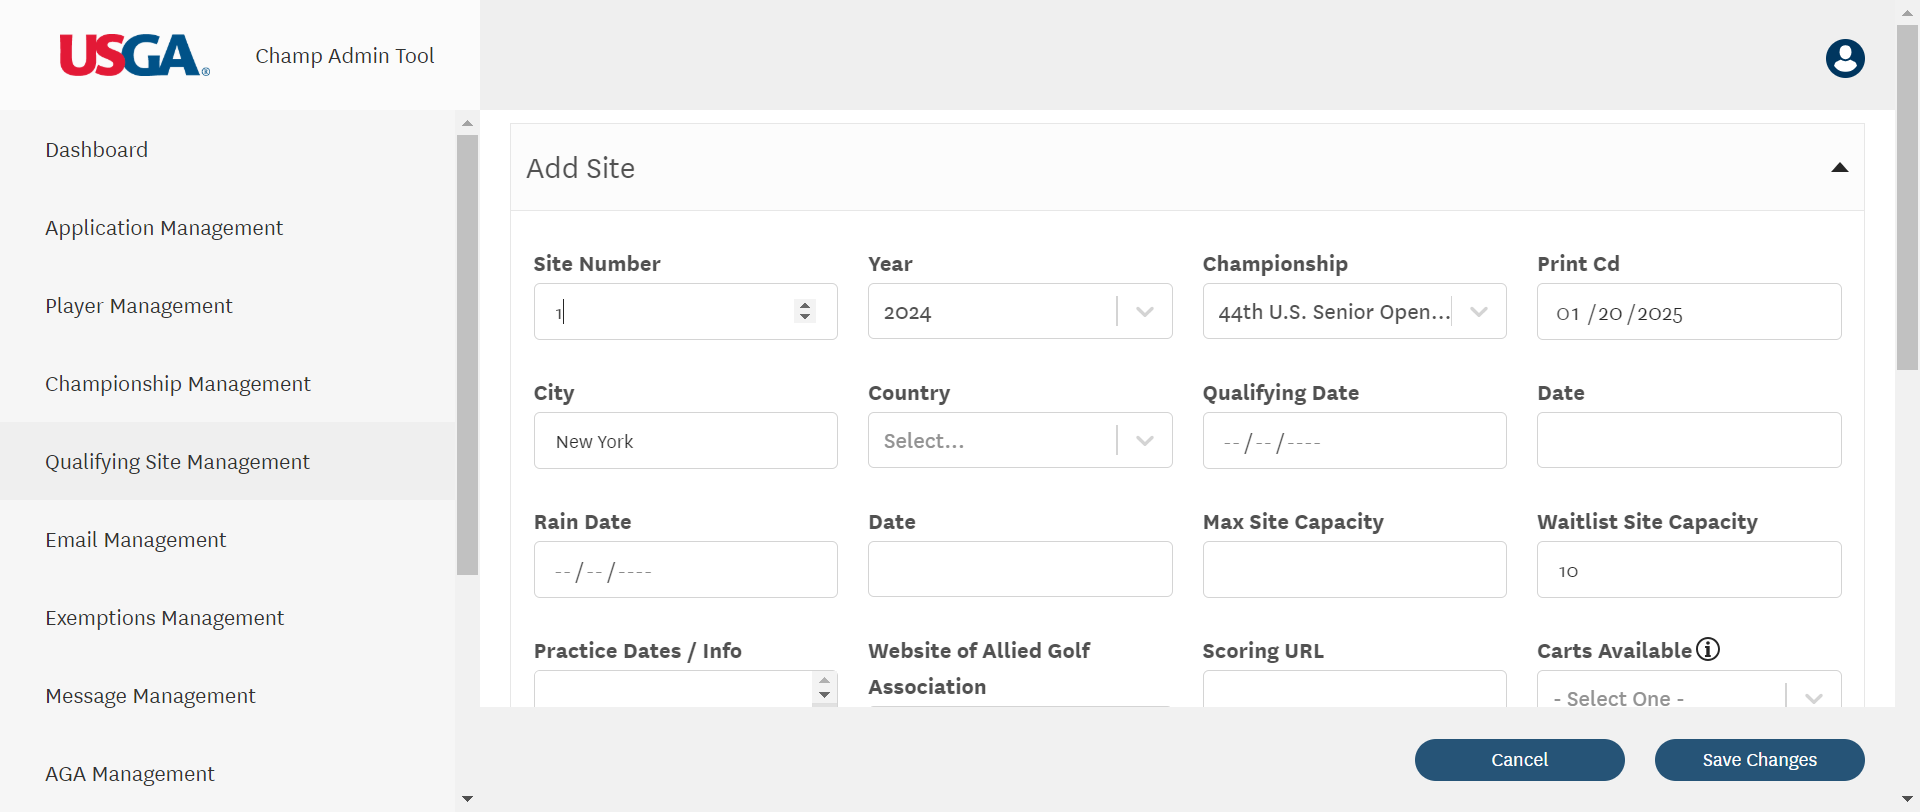 USGA®
Champ Admin Tool
Dashboard
Application Management
Player Management
Championship Management
Qualifying Site Management
Email Management
Exemptions Management
Message Management
AGA Management
Add Site
Site Number
1
Year
2024
Championship
44th U.S. Senior Open...
Print Cd
01 /20 /2025
City
New York
Country
Select...
Qualifying Date
-- /-- /----
Date
Rain Date
-- /-- /----
Date
Max Site Capacity
Waitlist Site Capacity
10
Practice Dates / Info
Website of Allied Golf
Association
Scoring URL
Carts Available
- Select One -
Cancel
Save Changes